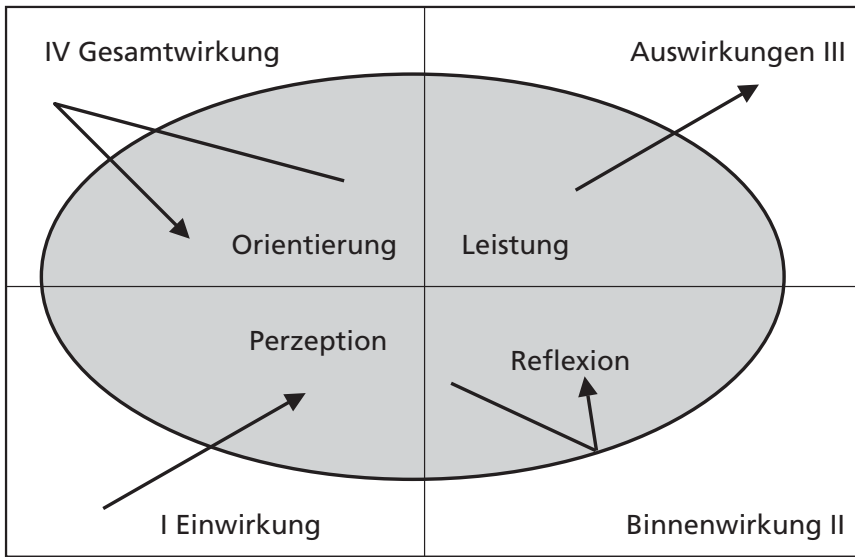 IV Gesamtwirkung
Auswirkungen III
Orientierung
Leistung
Perzeption
Reflexion
I Einwirkung
Binnenwirkung II